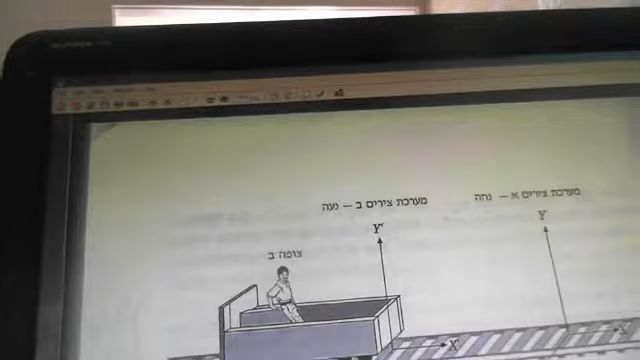 מערכת צירים א – נחה
מערכת צירים ב – נעה
Y
Y'
צופה ב
X'
X